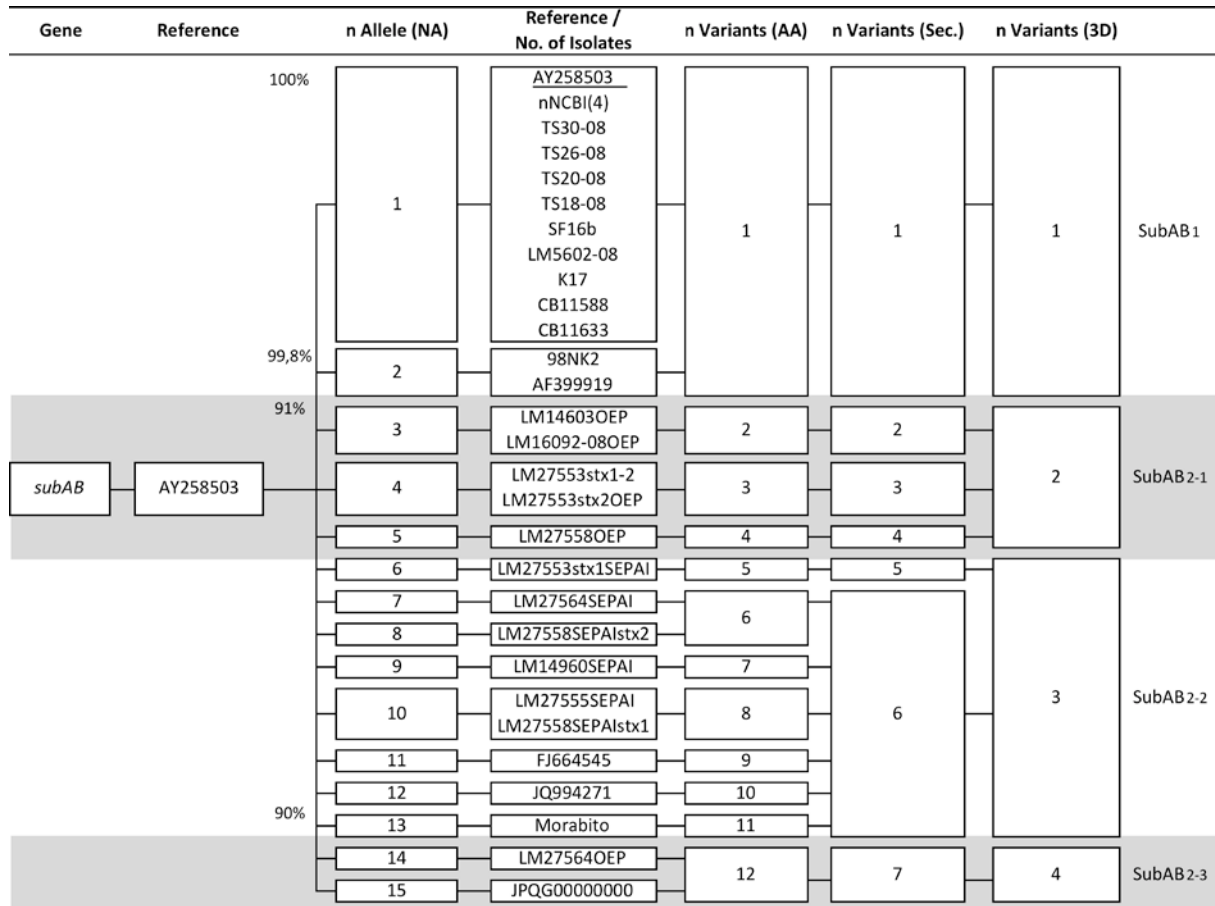 Gene Reference n Allele (NA) Reference / No. of Isolates n Variants (AA) n Variants (Sec.) n Variants (3D)
100%
AY258503
nNCBI(4)
TS30-08
TS26-08
TS20-08
TS18-08
1
SF16b
1 1 1 SubAB1
LM5602-08
K17
CB11588
CB11633
99,8%
98NK2
2
AF399919
91%
LM14603OEP
3 2 2
LM16092-08OEP
2 SubAB2-1
subAB AY258503
LM27553stx1-2
4 3 3
LM27553stx2OEP
5 LM27558OEP 4 4
6 LM27553stx1SEPAI 5 5
7 LM27564SEPAI
6
8 LM27558SEPAIstx2
9 LM14960SEPAI 7
3 SubAB2-2
LM27555SEPAI
10 8 6
LM27558SEPAIstx1
11 FJ664545 9
12 JQ994271 10
90%
13 Morabito 11
14 LM27564OEP
12 7 4 SubAB2-3
15 JPQG00000000